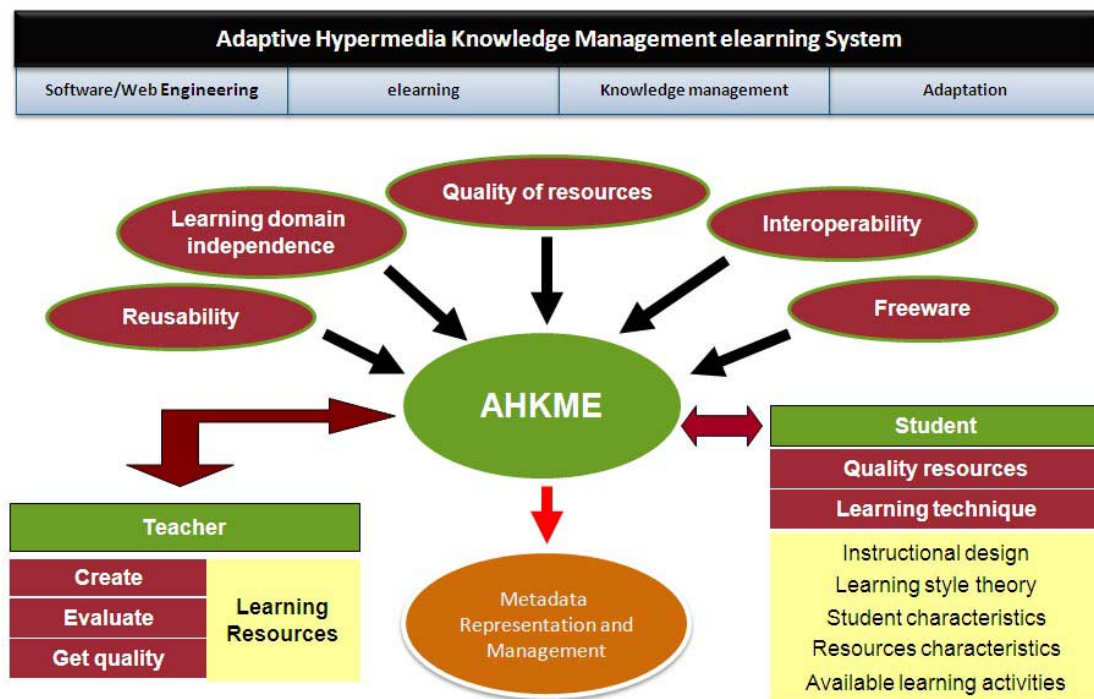 Adaptive Hypermedia Knowledge Management elearning System
Software/Web Engineering
elearning
Knowledge management
Adaptation
Quality of resources
Learning domain
independence
Interoperability
Reusability
Freeware
AHKME
Student
Quality resources
Learning technique
Instructional design
Learning style theory
Student characteristics
Resources characteristics
Available learning activities
Teacher
Create
Evaluate
Get quality
Learning
Resources
Metadata
Representation and
Management